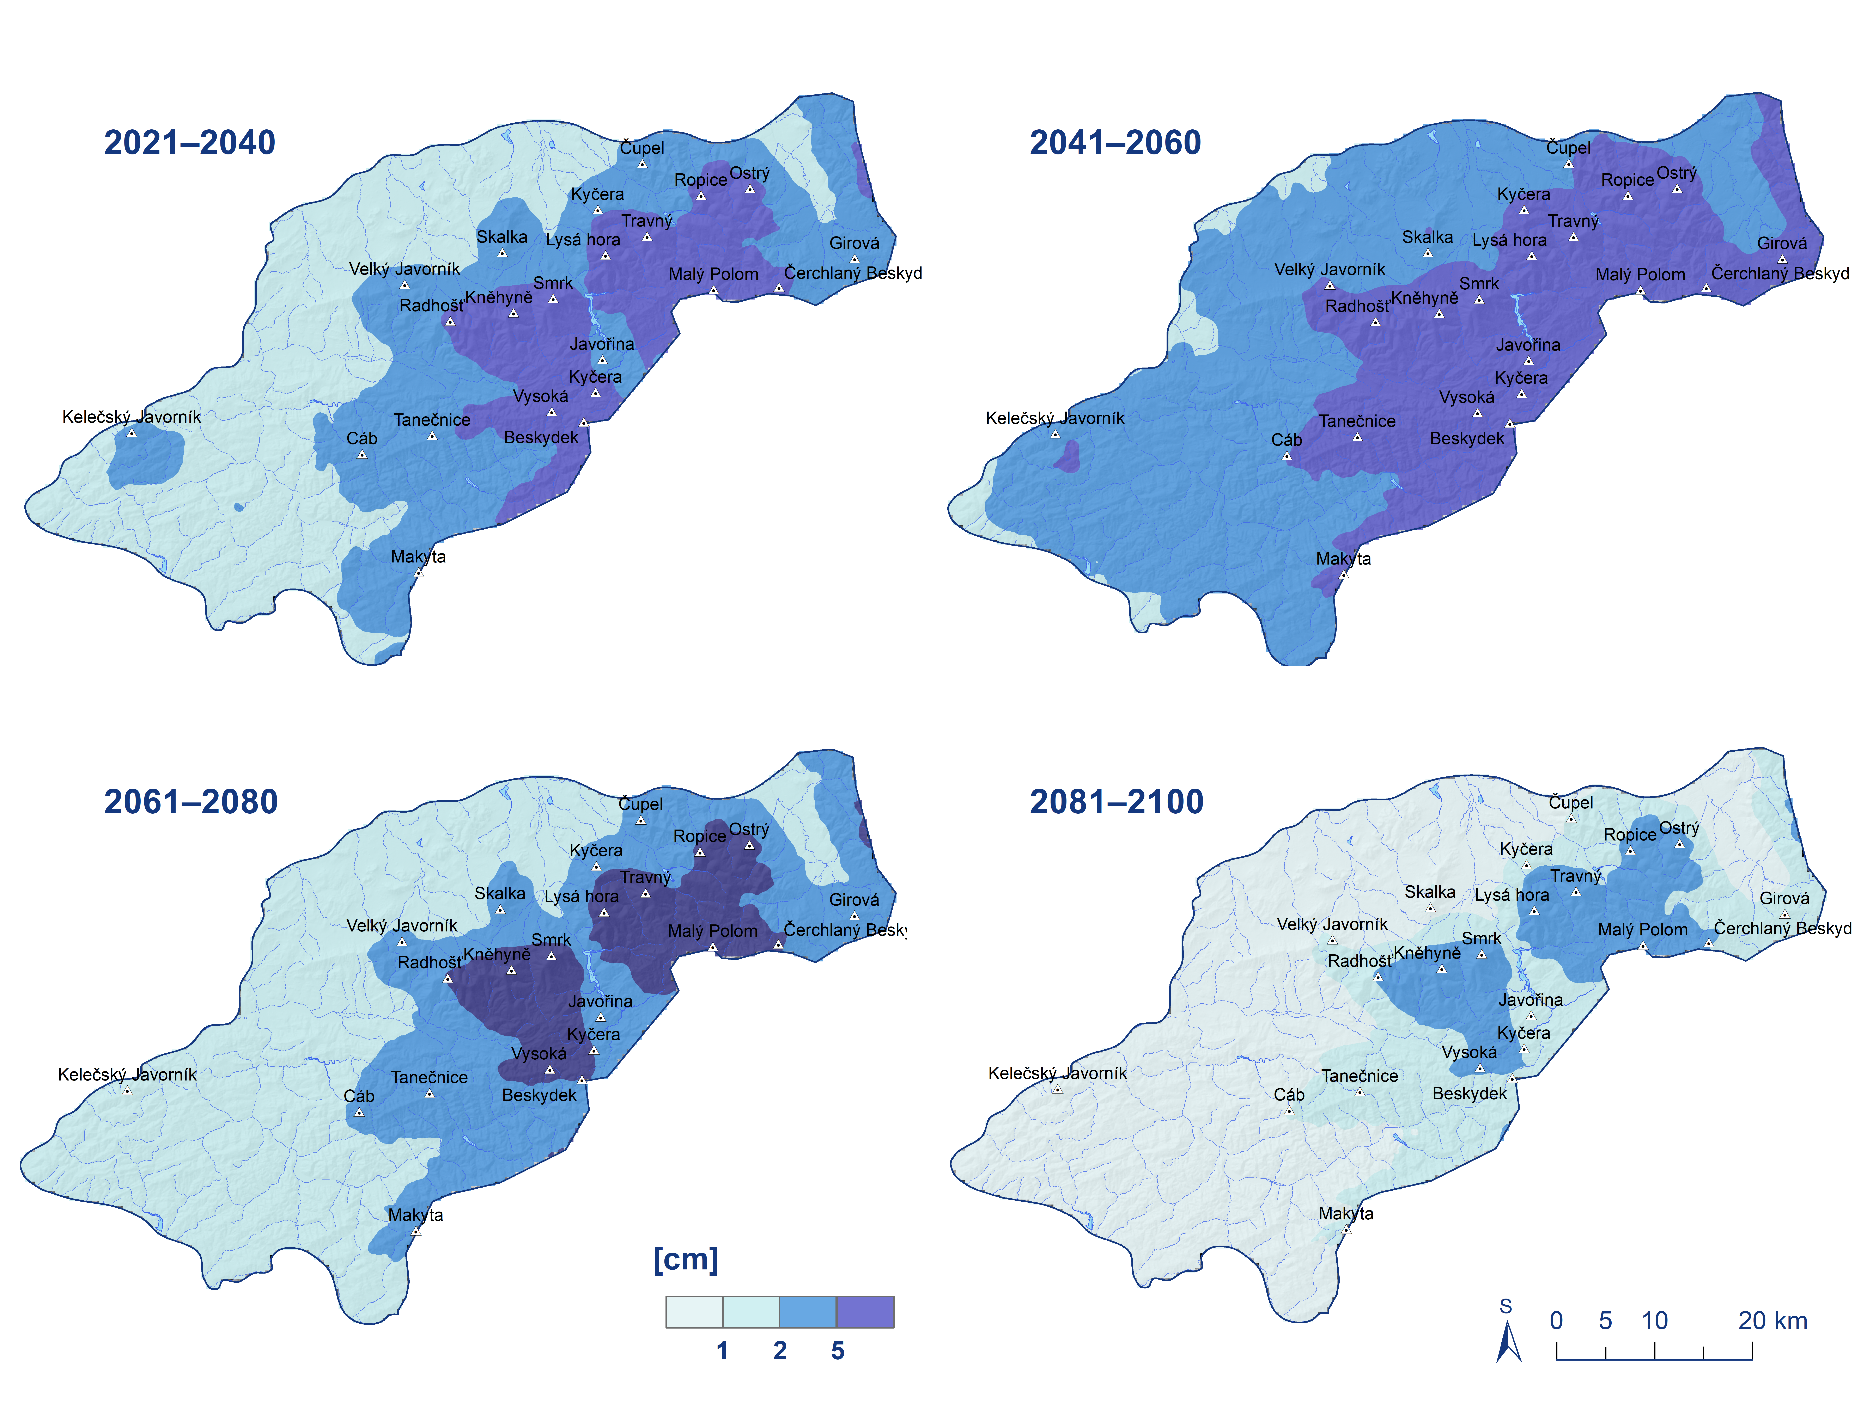 2021–2040
Čupel
Ropice
Ostrý
Kyčera
Travný
Skalka
Lysá hora
Girová
Velký Javorník
Malý Polom
Čerchlaný Beskyd
Smrk
Kněhyně
Radhošť
Javořina
Kyčera
Vysoká
Kelečský Javorník
Tanečnice
Cáb
Beskydek
Makyta
2041–2060
Čupel
Ropice
Ostrý
Kyčera
Travný
Skalka
Lysá hora
Girová
Velký Javorník
Malý Polom
Čerchlaný Beskyd
Smrk
Kněhyně
Radhošť
Javořina
Kyčera
Vysoká
Kelečský Javorník
Tanečnice
Cáb
Beskydek
Makyta
2061–2080
Čupel
Ropice
Ostrý
Kyčera
Travný
Skalka
Lysá hora
Girová
Velký Javorník
Malý Polom
Čerchlaný Besky
Smrk
Kněhyně
Radhošť
Javořina
Kyčera
Vysoká
Kelečský Javorník
Tanečnice
Cáb
Beskydek
Makyta
2081–2100
Čupel
Ropice
Ostrý
Kyčera
Travný
Skalka
Lysá hora
Girová
Velký Javorník
Malý Polom
Čerchlaný Beskyd
Smrk
Kněhyně
Radhošť
Javořina
Kyčera
Vysoká
Kelečský Javorník
Tanečnice
Cáb
Beskydek
Makyta
[cm]
1 2 5
S
0 5 10 20 km